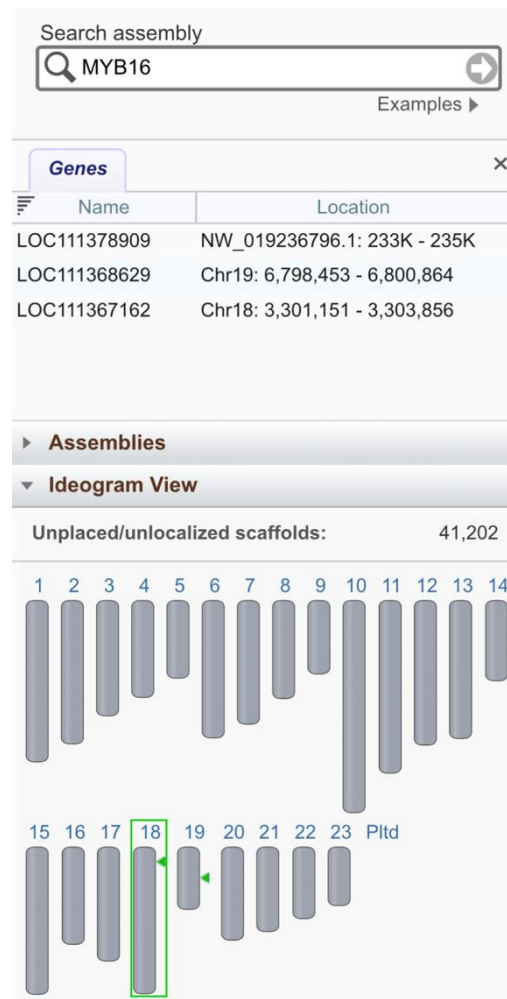 Search assembly
MYB16
Examples
Genes
Name Location
LOC111378909 NW_019236796.1: 233K - 235K
LOC111368629 Chr19: 6,798,453 - 6,800,864
LOC111367162 Chr18: 3,301,151 - 3,303,856
Assemblies
Ideogram View
Unplaced/unlocalized scaffolds: 41,202
1 2 3 4 5 6 7 8 9 10 11 12 13 14
15 16 17 18 19 20 21 22 23 Pltd